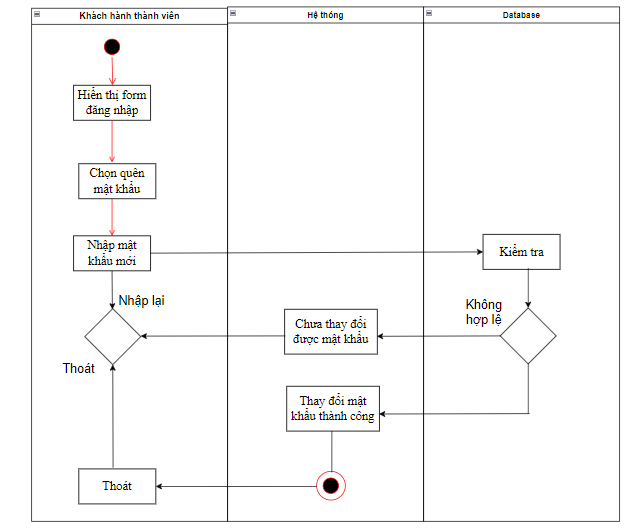 Khách hành thành viên
Hệ thóng
Database
Hiển thị form
đăng nhập
Chọn quên
mật khẩu
Nhập mật
khẩu mới
Kiểm tra
Nhập lại
Không
hợp lệ
Chưa thay đổi
được mật khẩu
Thoát
Thay đổi mật
khẩu thành công
Thoát